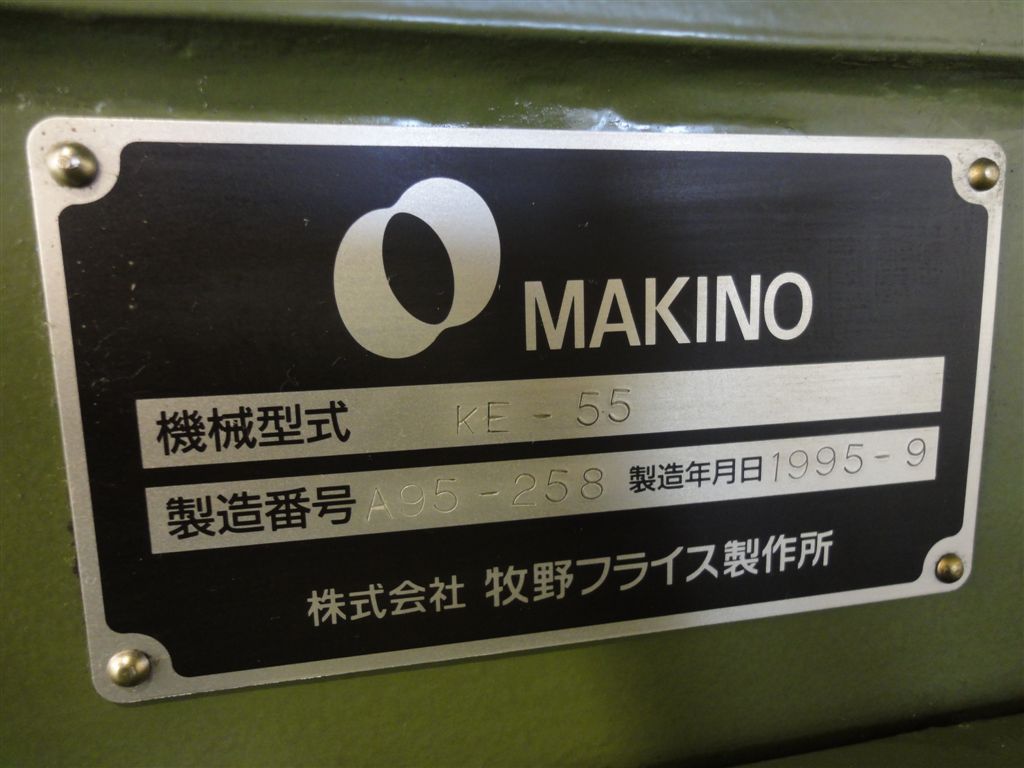 MAKINO
機械型式 KE-55
製造番号 A95-258 製造年月日 1995-9
株式会社 牧野フライス製作所